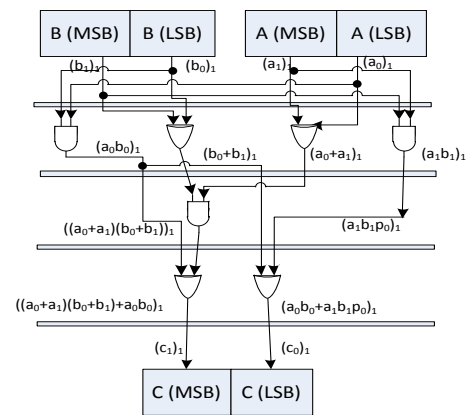 B (MSB) B (LSB) A (MSB) A (LSB)
(b₁)₁ (b₀)₁ (a₁)₁ (a₀)₁
(a₀b₀)₁ (b₀+b₁)₁ (a₀+a₁)₁ (a₁b₁)₁
((a₀+a₁)(b₀+b₁))₁ (a₁b₁p₀)₁
((a₀+a₁)(b₀+b₁)+a₀b₀)₁ (a₀b₀+a₁b₁p₀)₁
(c₁)₁ (c₀)₁
C (MSB) C (LSB)